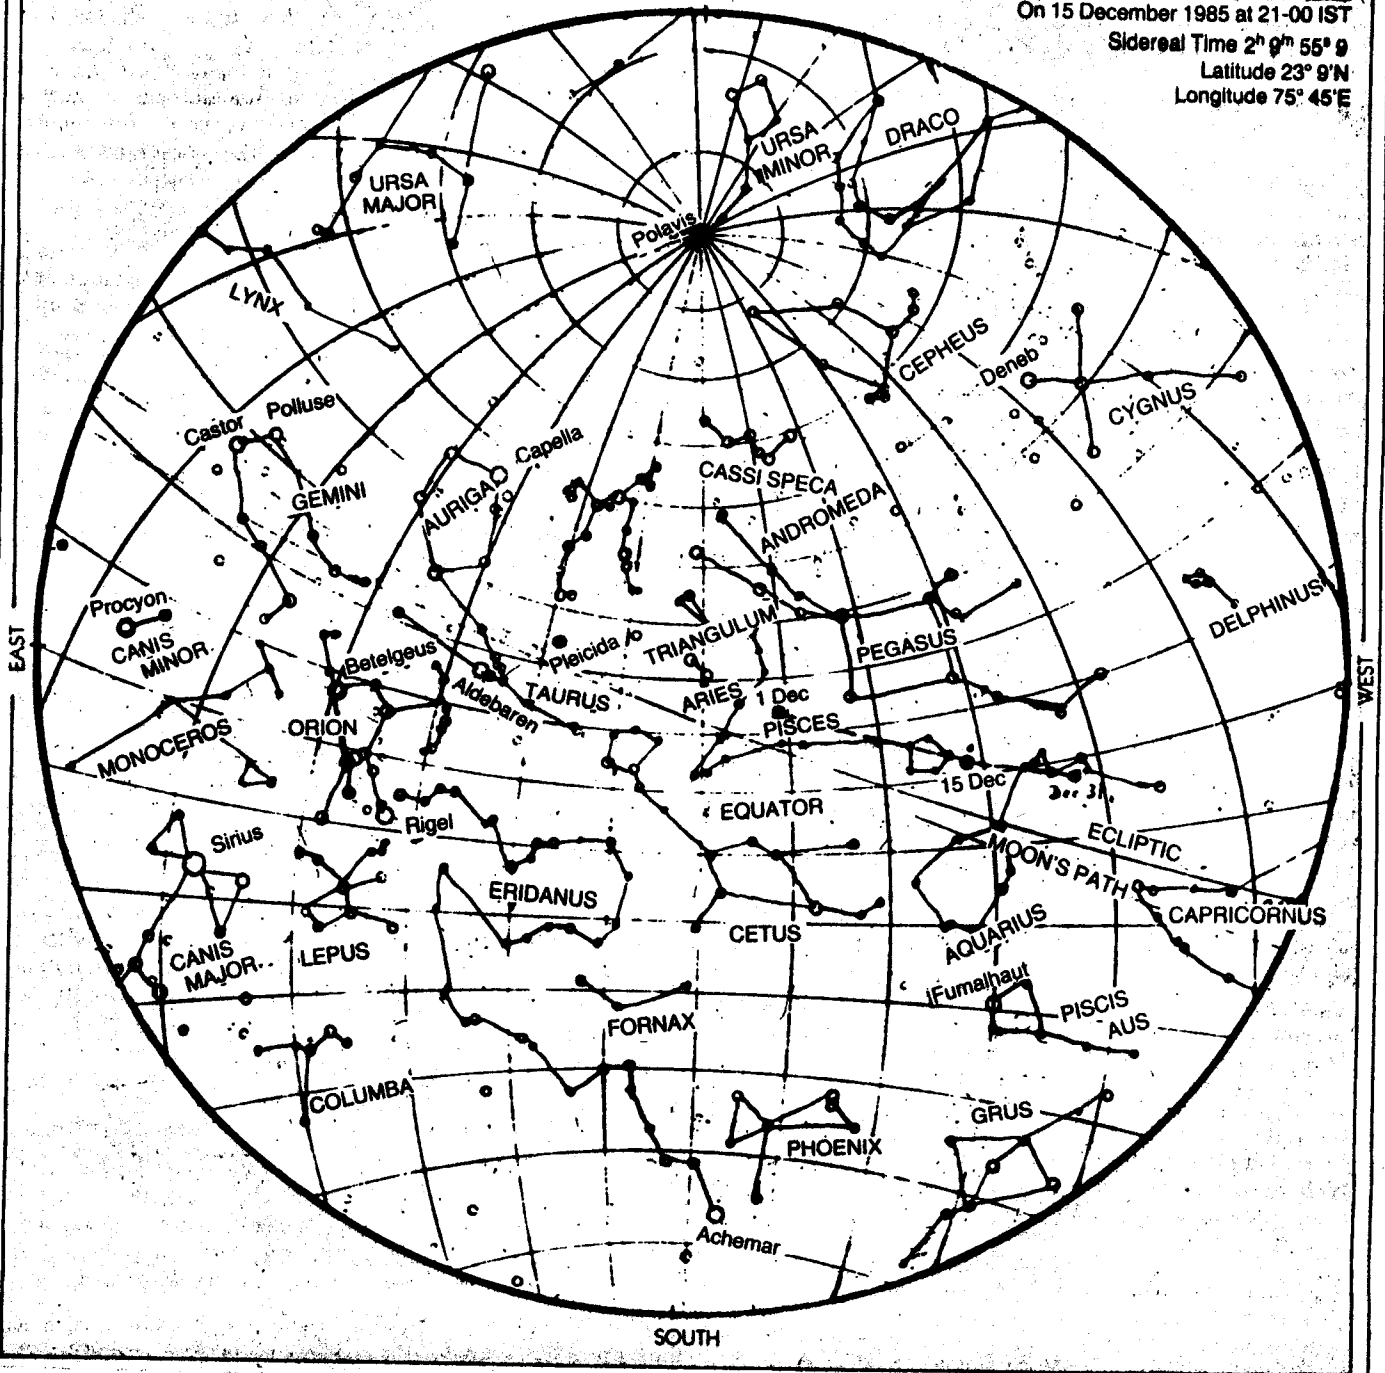 On 15 December 1985 at 21-00 IST
Sidereal Time 2ʰ 9ᵐ 55ˢ 9
Latitude 23° 9'N
Longitude 75° 45'E
URSA
MINOR
DRACO
URSA
MAJOR
Polavis
LYNX
CEPHEUS
Deneb
CYGNUS
Castor
Polluse
GEMINI
Capella
AURIGA
CASSI SPECA
ANDROMEDA
Procyon
CANIS
MINOR
Betelgeus
Aldebaren
Pleicida
TAURUS
TRIANGULUM
PEGASUS
DELPHINUS
EAST
WEST
ARIES
1 Dec
PISCES
MONOCEROS
ORION
15 Dec
Dec 31.
EQUATOR
Rigel
Sirius
ECLIPTIC
MOON'S PATH
ERIDANUS
CETUS
AQUARIUS
CAPRICORNUS
CANIS
MAJOR
LEPUS
Fumalhaut
PISCIS
AUS
FORNAX
COLUMBA
PHOENIX
GRUS
Achemar
SOUTH